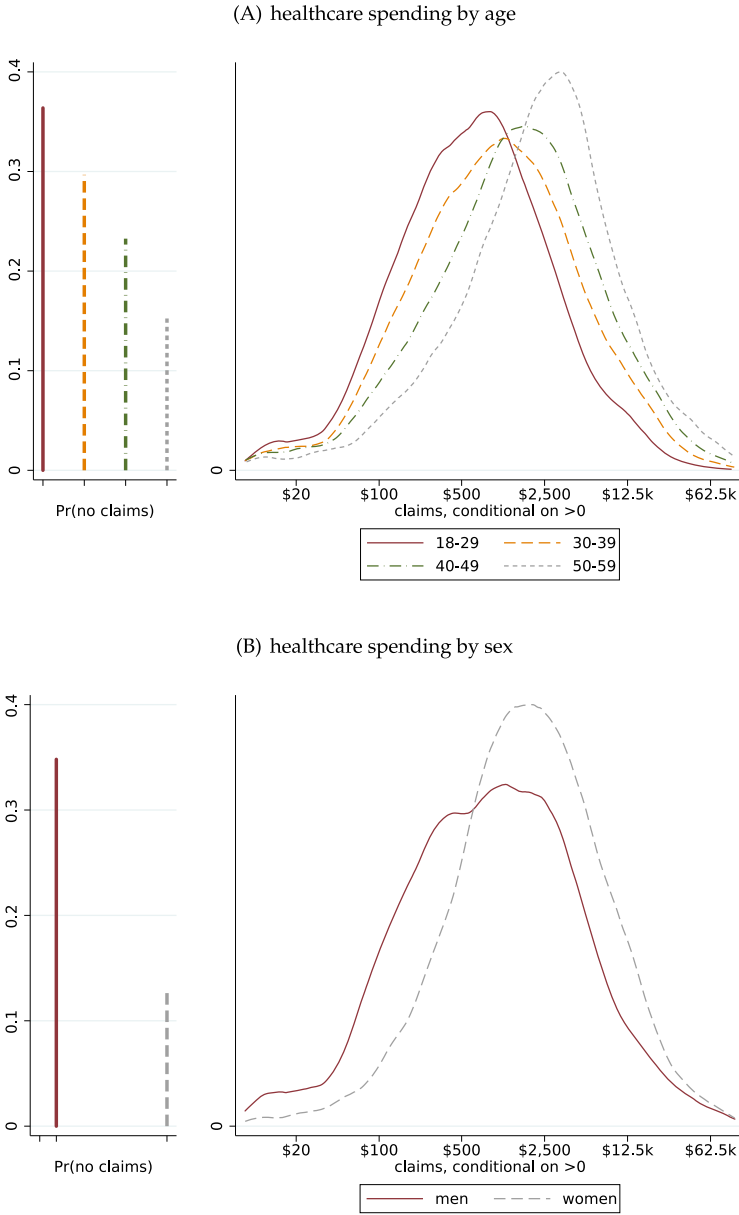 (A) healthcare spending by age
0.4
0.3
0.2
0.1
0
Pr(no claims)
0
$20 $100 $500 $2,500 $12.5k $62.5k
claims, conditional on >0
18-29 30-39
40-49 50-59
(B) healthcare spending by sex
0.4
0.3
0.2
0.1
0
Pr(no claims)
0
$20 $100 $500 $2,500 $12.5k $62.5k
claims, conditional on >0
men women